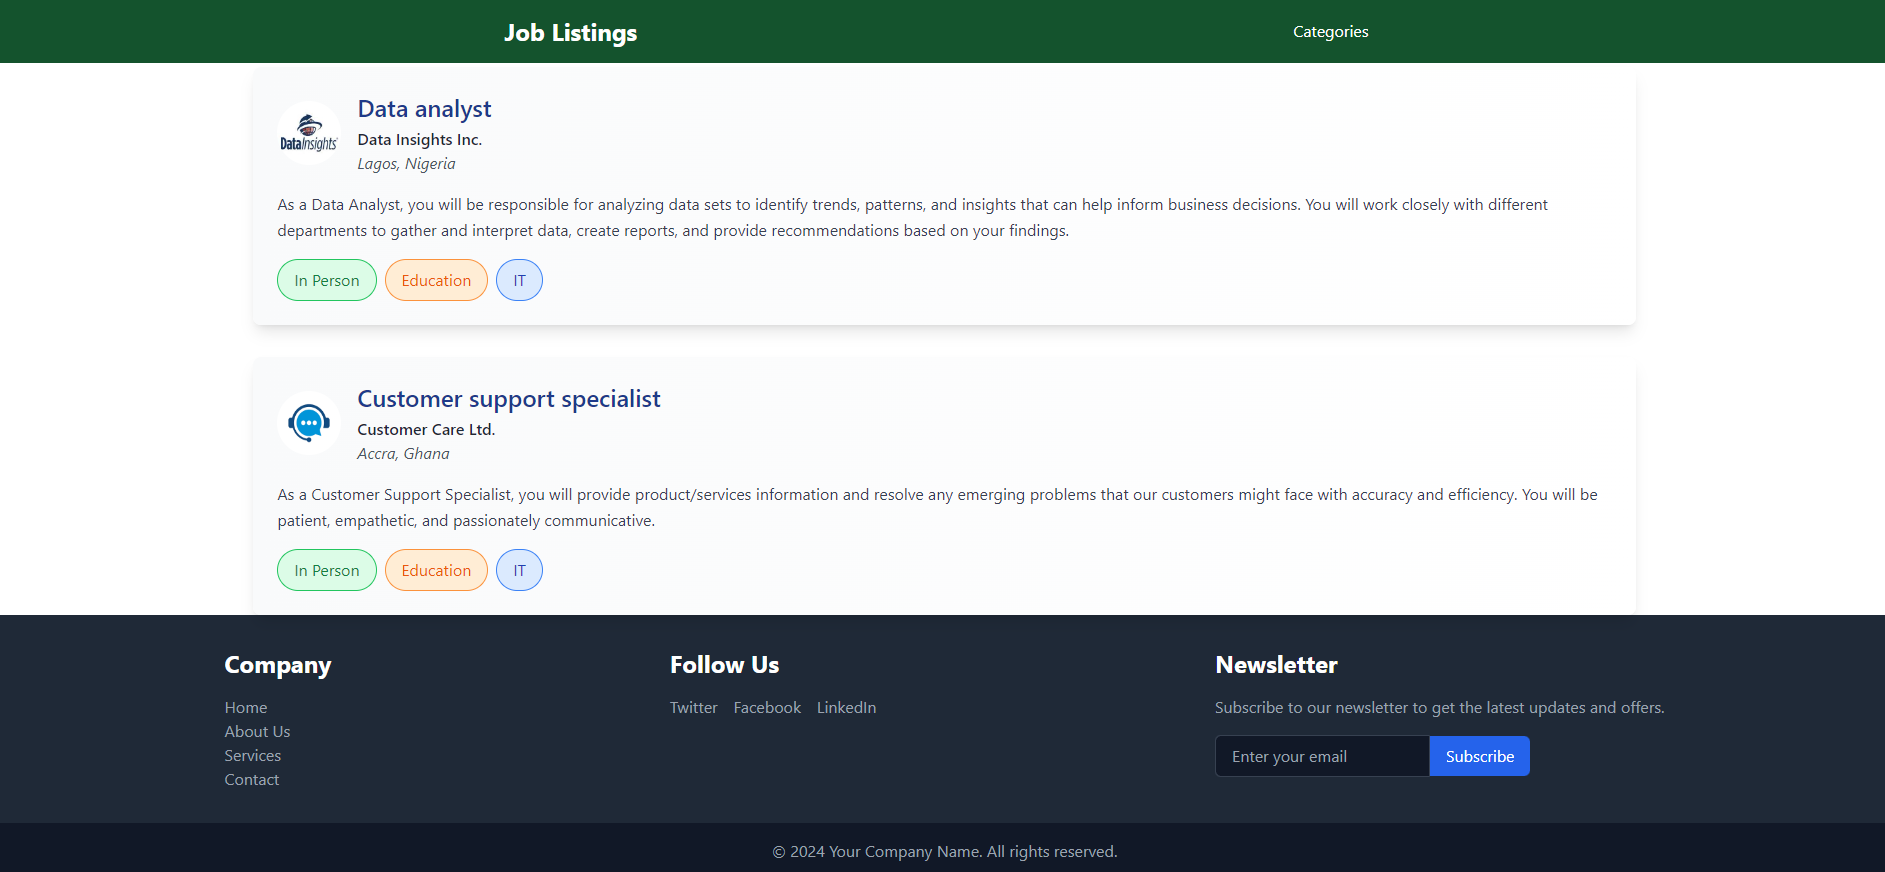 Job Listings
Categories
Data analyst
DataInsights
Data Insights Inc.
Lagos, Nigeria
As a Data Analyst, you will be responsible for analyzing data sets to identify trends, patterns, and insights that can help inform business decisions. You will work closely with different
departments to gather and interpret data, create reports, and provide recommendations based on your findings.
In Person
Education
IT
Customer support specialist
Customer Care Ltd.
Accra, Ghana
As a Customer Support Specialist, you will provide product/services information and resolve any emerging problems that our customers might face with accuracy and efficiency. You will be
patient, empathetic, and passionately communicative.
In Person
Education
IT
Company
Home
About Us
Services
Contact
Follow Us
Twitter Facebook LinkedIn
Newsletter
Subscribe to our newsletter to get the latest updates and offers.
Enter your email
Subscribe
© 2024 Your Company Name. All rights reserved.